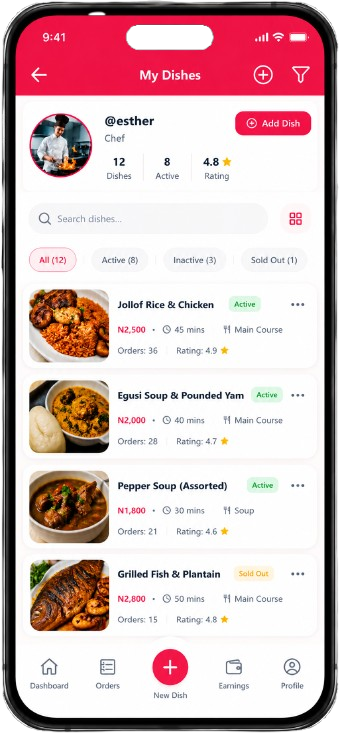 9:41
My Dishes
@esther
Chef
Add Dish
12 8 4.8
Dishes Active Rating
Search dishes...
All (12) Active (8) Inactive (3) Sold Out (1)
Jollof Rice & Chicken Active
N2,500 • 45 mins Main Course
Orders: 36 Rating: 4.9
Egusi Soup & Pounded Yam Active
N2,000 • 40 mins Main Course
Orders: 28 Rating: 4.7
Pepper Soup (Assorted) Active
N1,800 • 30 mins Soup
Orders: 21 Rating: 4.6
Grilled Fish & Plantain Sold Out
N2,800 • 50 mins Main Course
Orders: 15 Rating: 4.8
Dashboard Orders New Dish Earnings Profile